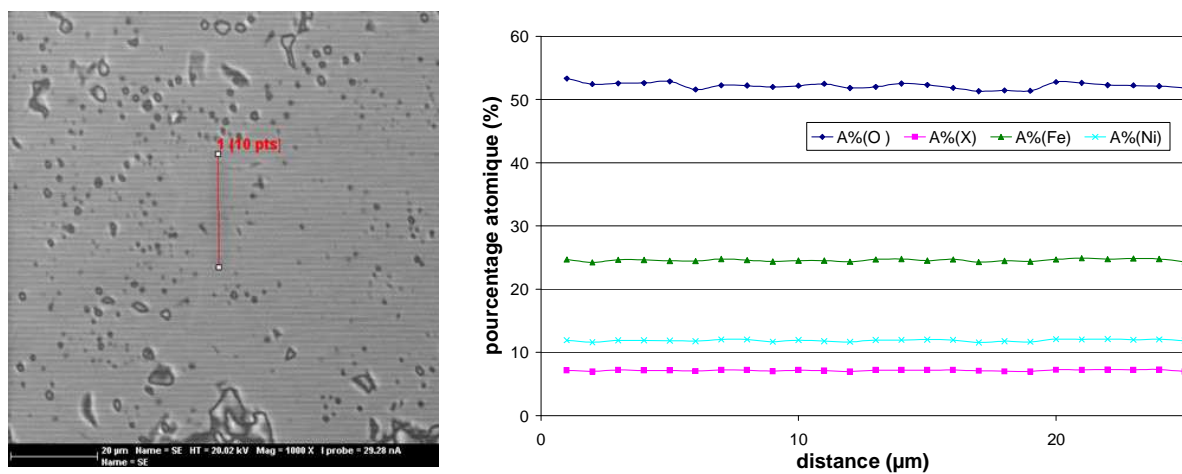 1 (10 pts)
20 µm Name = SE HT = 20.02 kV Mag = 1000 X I probe = 29.28 nA
Name = SE
pourcentage atomique (%)
60
50
40
30
20
10
0
A%(O ) A%(X) A%(Fe) A%(Ni)
0 10 20
distance (µm)